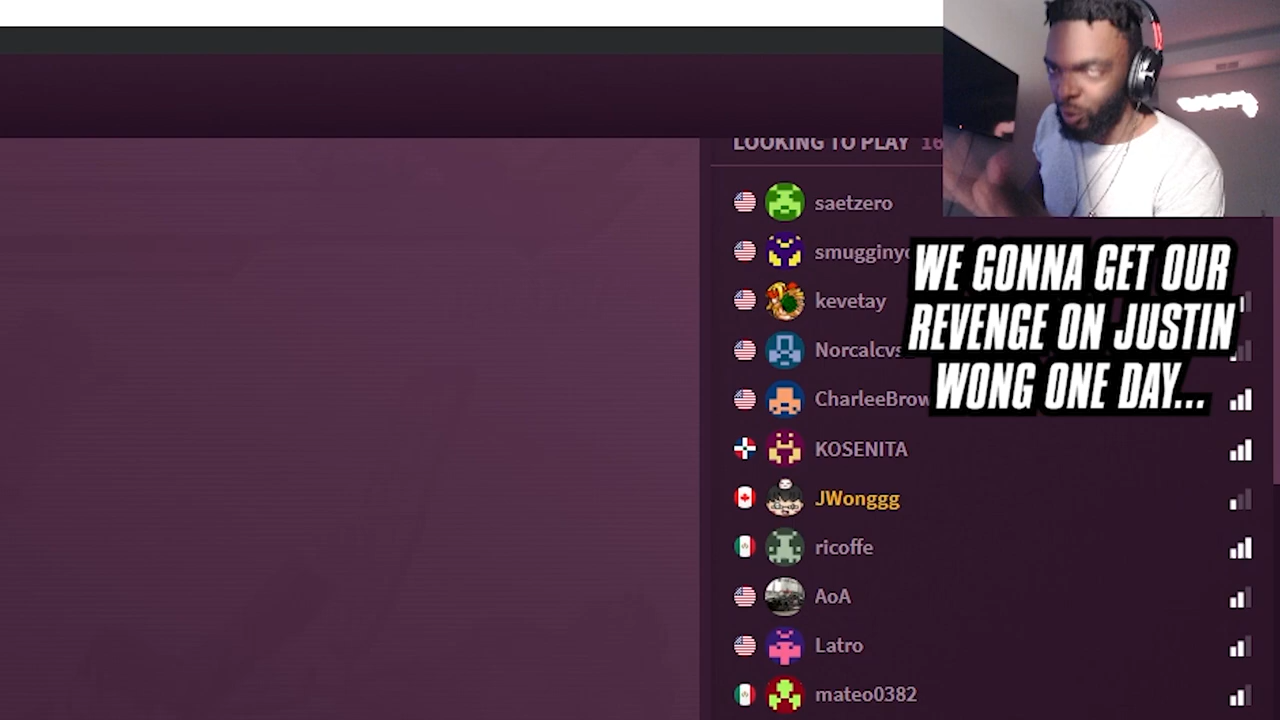 LOOKING TO PLAY 16
saetzero
kevetay
WE GONNA GET OUR
REVENGE ON JUSTIN
WONG ONE DAY...
KOSENITA
JWonggg
ricoffe
AoA
Latro
mateo0382